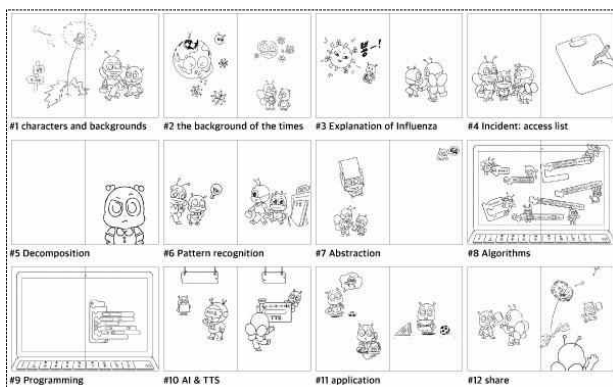 #1 characters and backgrounds
#2 the background of the times
#3 Explanation of Influenza
#4 Incident: access list
#5 Decomposition
#6 Pattern recognition
#7 Abstraction
#8 Algorithms
TTS
#9 Programming
#10 AI & TTS
#11 application
#12 share